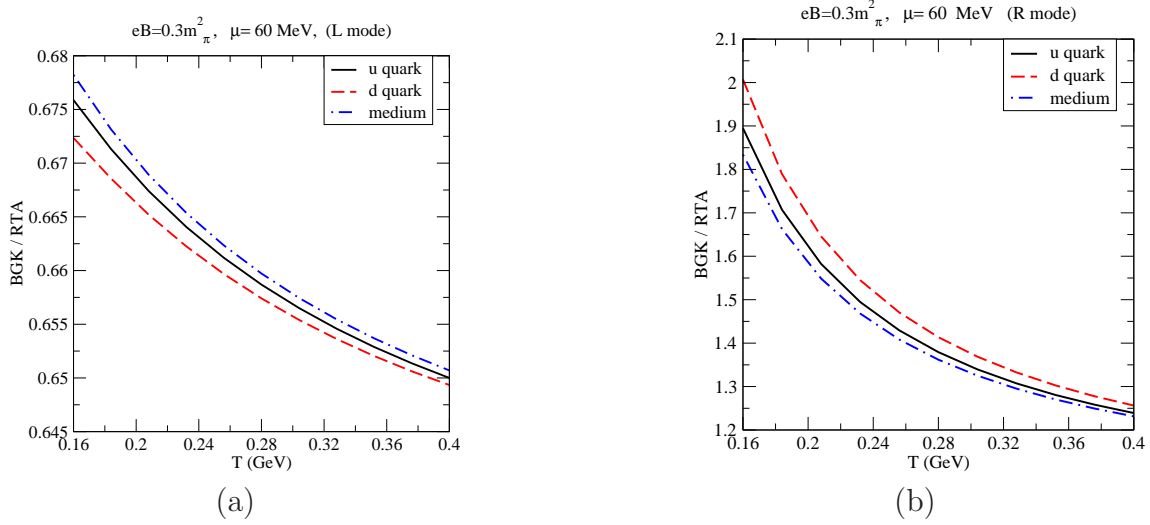 eB=0.3m²π, μ= 60 MeV, (L mode)
0.68
0.675
0.67
0.665
0.66
0.655
0.65
0.645
BGK / RTA
u quark
d quark
medium
0.16 0.2 0.24 0.28 0.32 0.36 0.4
T (GeV)
(a)
eB=0.3m²π, μ= 60 MeV (R mode)
2.1
2
1.9
1.8
1.7
1.6
1.5
1.4
1.3
1.2
BGK / RTA
u quark
d quark
medium
0.16 0.2 0.24 0.28 0.32 0.36 0.4
T (GeV)
(b)